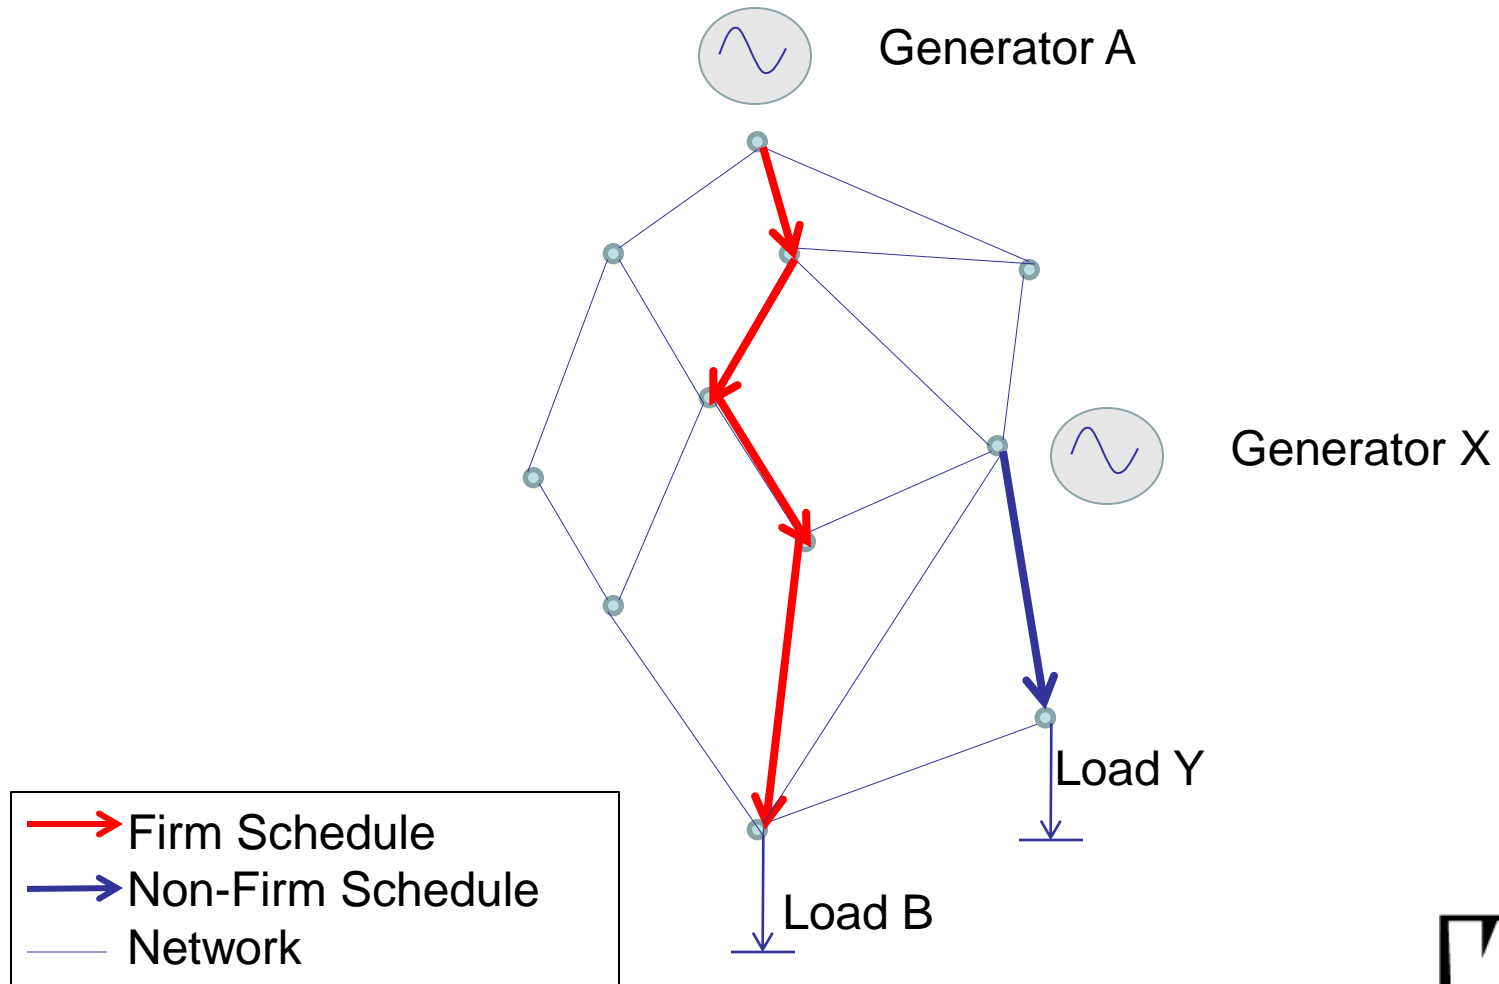 Generator A
Generator X
Load Y
Firm Schedule
Non-Firm Schedule
Load B
Network